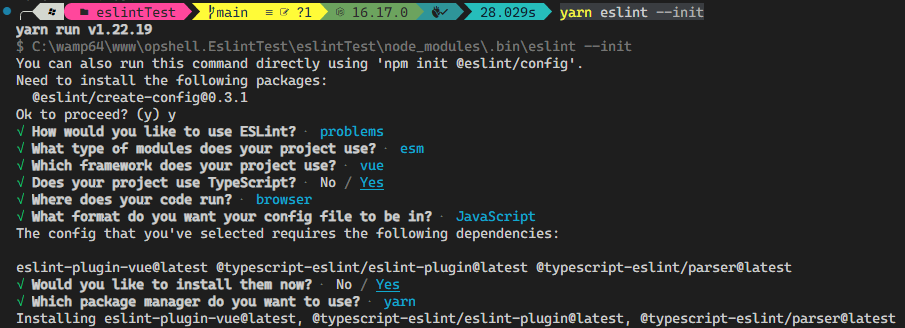 eslintTest main ≡ ?1 16.17.0 28.029s yarn eslint --init
yarn run v1.22.19
$ C:\wamp64\www\opshell.EslintTest\eslintTest\node_modules\.bin\eslint --init
You can also run this command directly using 'npm init @eslint/config'.
Need to install the following packages:
  @eslint/create-config@0.3.1
Ok to proceed? (y) y
√ How would you like to use ESLint? · problems
√ What type of modules does your project use? · esm
√ Which framework does your project use? · vue
√ Does your project use TypeScript? · No / Yes
√ Where does your code run? · browser
√ What format do you want your config file to be in? · JavaScript
The config that you've selected requires the following dependencies:
eslint-plugin-vue@latest @typescript-eslint/eslint-plugin@latest @typescript-eslint/parser@latest
√ Would you like to install them now? · No / Yes
√ Which package manager do you want to use? · yarn
Installing eslint-plugin-vue@latest, @typescript-eslint/eslint-plugin@latest, @typescript-eslint/parser@latest